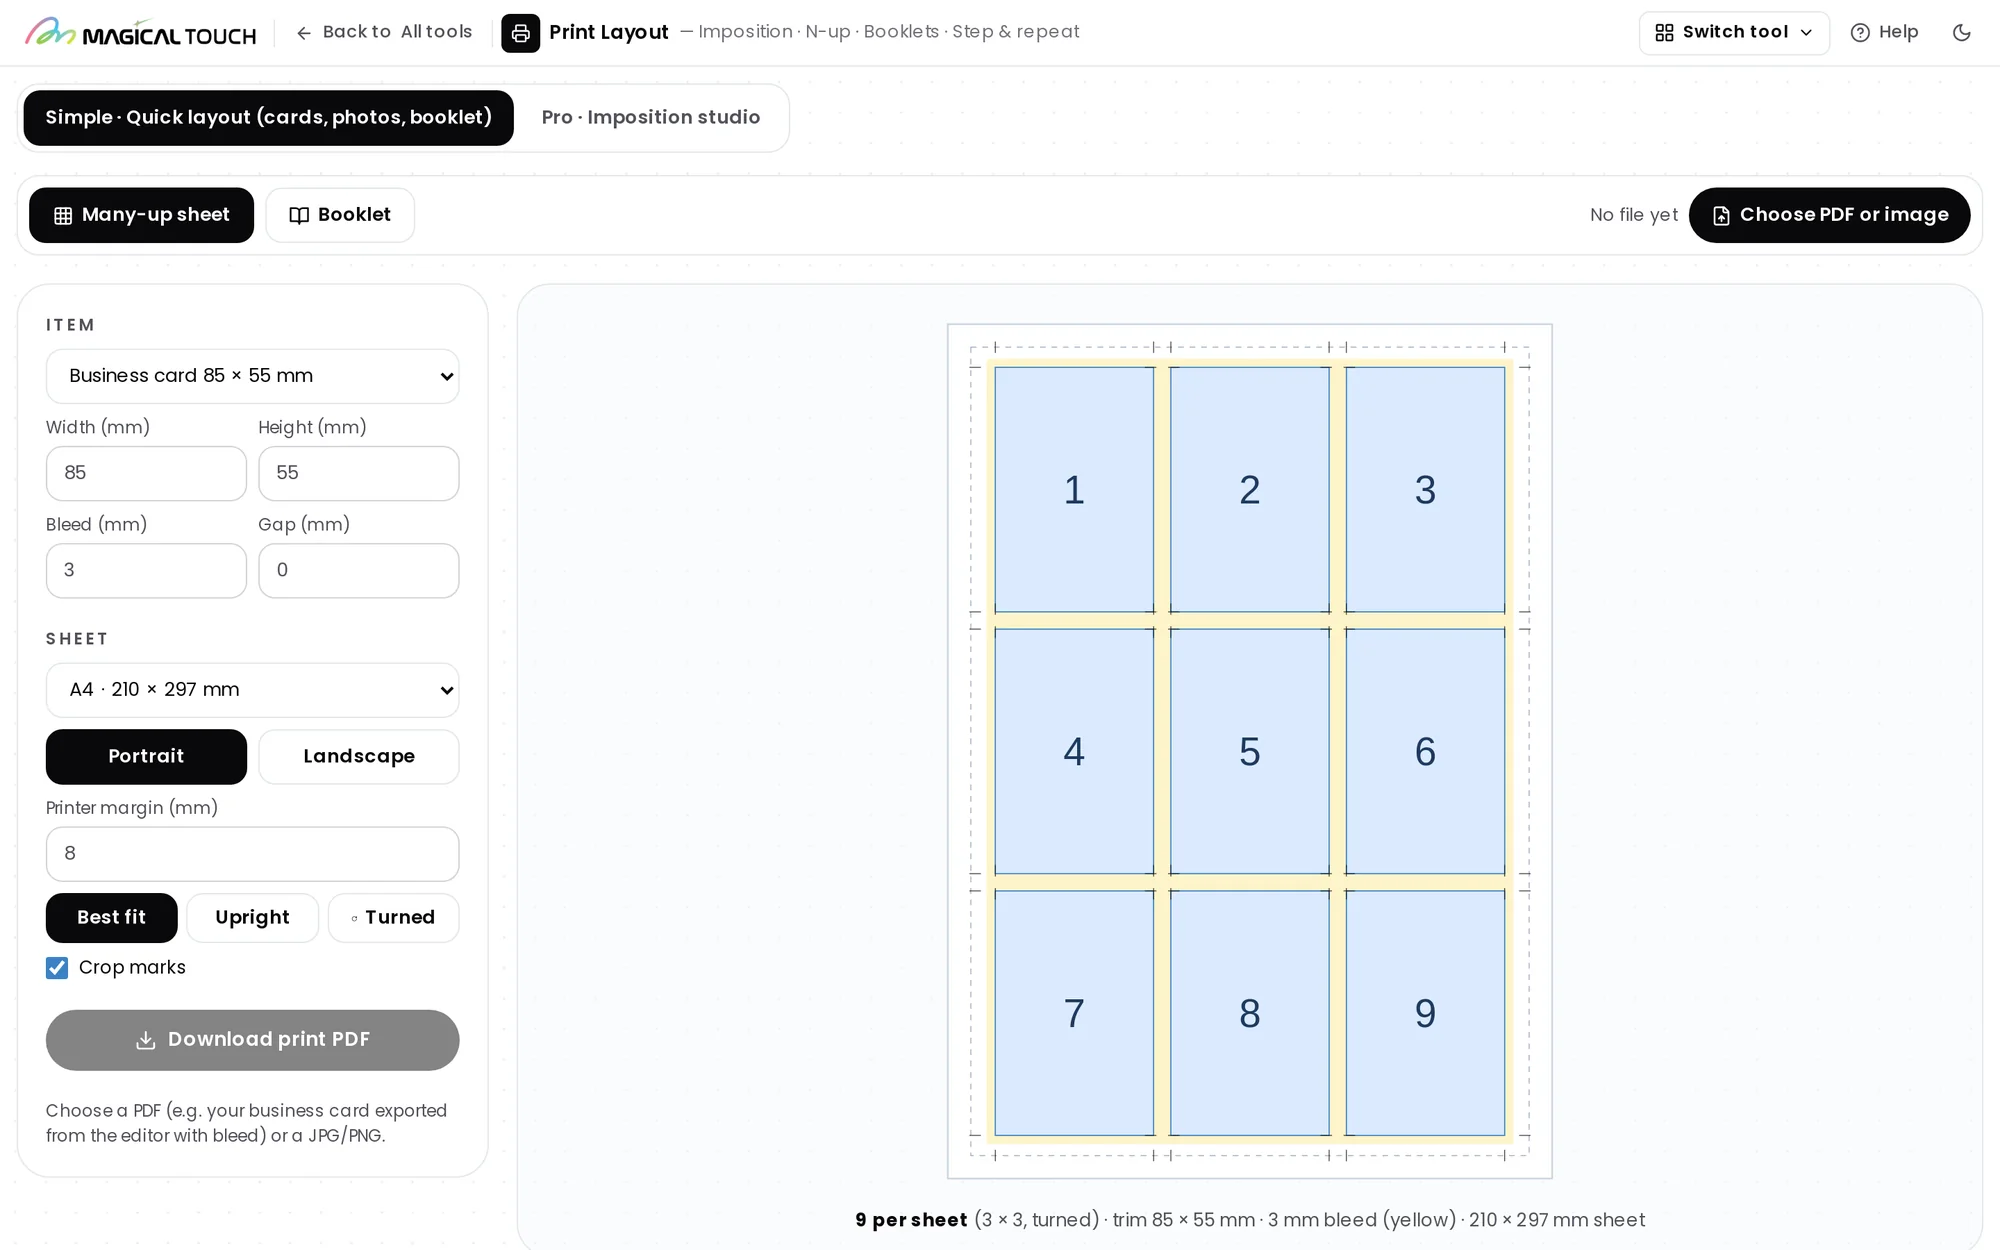 MAGICAL TOUCH
Back to All tools
Print Layout — Imposition · N-up · Booklets · Step & repeat
Switch tool
Help
Simple · Quick layout (cards, photos, booklet)
Pro · Imposition studio
Many-up sheet
Booklet
No file yet
Choose PDF or image
ITEM
Business card 85 × 55 mm
Width (mm)
Height (mm)
85
55
Bleed (mm)
Gap (mm)
3
0
SHEET
A4 · 210 × 297 mm
Portrait
Landscape
Printer margin (mm)
8
Best fit
Upright
Turned
Crop marks
Download print PDF
Choose a PDF (e.g. your business card exported
from the editor with bleed) or a JPG/PNG.
1 2 3
4 5 6
7 8 9
9 per sheet (3 × 3, turned) · trim 85 × 55 mm · 3 mm bleed (yellow) · 210 × 297 mm sheet